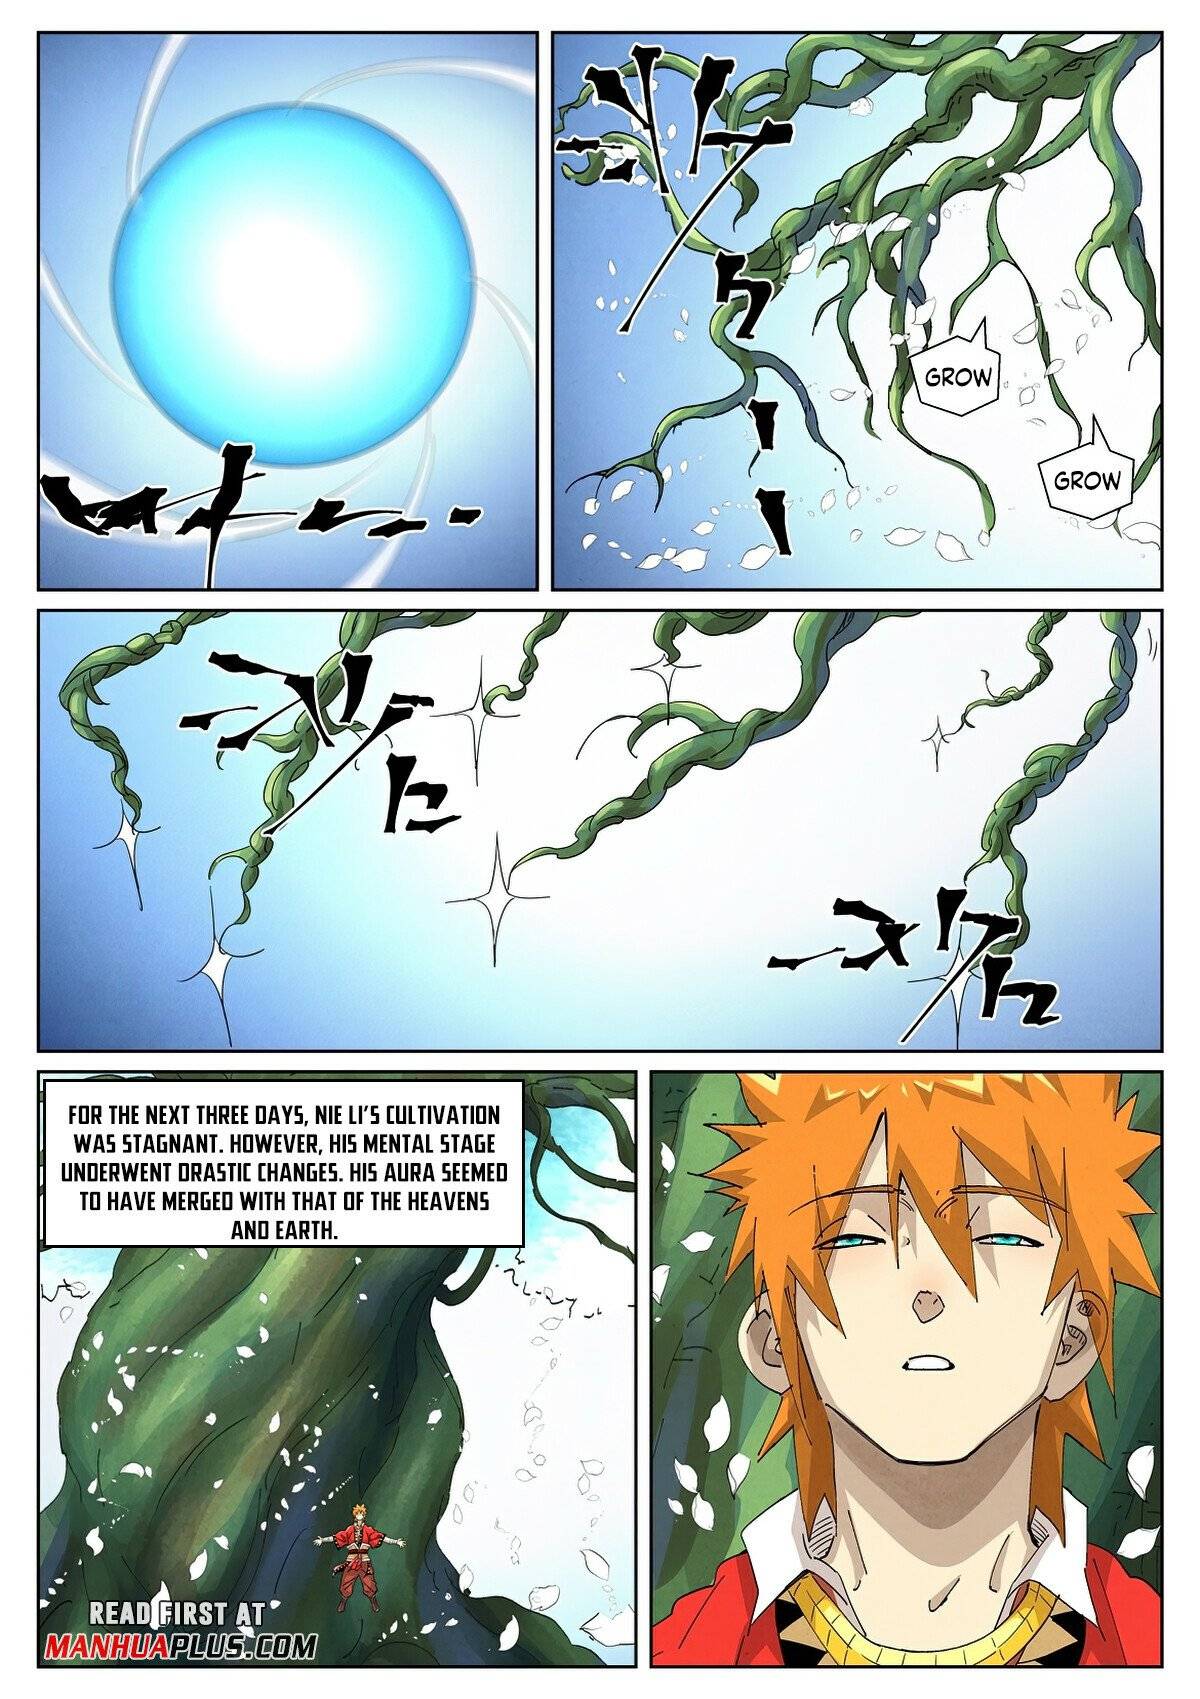 GROW
GROW
FOR THE NEXT THREE DAYS, NIE LI'S CULTIVATION
WAS STAGNANT. HOWEVER, HIS MENTAL STAGE
UNDERWENT DRASTIC CHANGES. HIS AURA SEEMED
TO HAVE MERGED WITH THAT OF THE HEAVENS
AND EARTH.
READ FIRST AT
MANHUAPLUS.COM